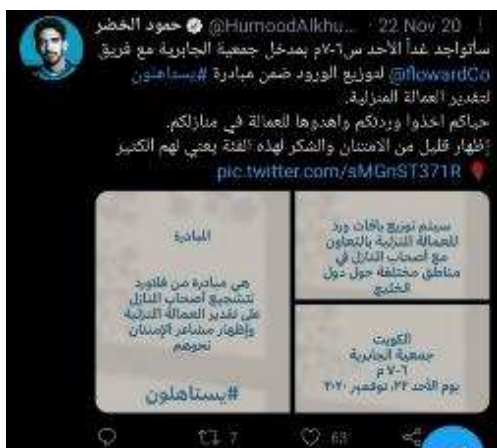 حمود الخضر @HumoodAlkhu... · 22 Nov 20
سأتواجد غداً الأحد س٦-٧م بمدخل جمعية الجابرية مع فريق
@flowardCo لتوزيع الورود ضمن مبادرة #يستاهلون
لتقدير العمالة المنزلية.
حياكم اخذوا وردتكم واهدوها للعمالة في منازلكم.
إظهار قليل من الامتنان والشكر لهذه الفئة يعني لهم الكثير
pic.twitter.com/sMGnST371R
سيتم توزيع باقات ورد
للعمالة المنزلية بالتعاون
مع أصحاب المنازل في
مناطق مختلفة حول دول
الخليج
المبادرة
هي مبادرة من فلاورد
لتشجيع أصحاب المنازل
على تقدير العمالة المنزلية
وإظهار مشاعر الإمتنان
نحوهم
#يستاهلون
الكويت
جمعية الجابرية
٦-٧ م
يوم الأحد ٢٢، نوفمبر ٢٠٢٠
7
63